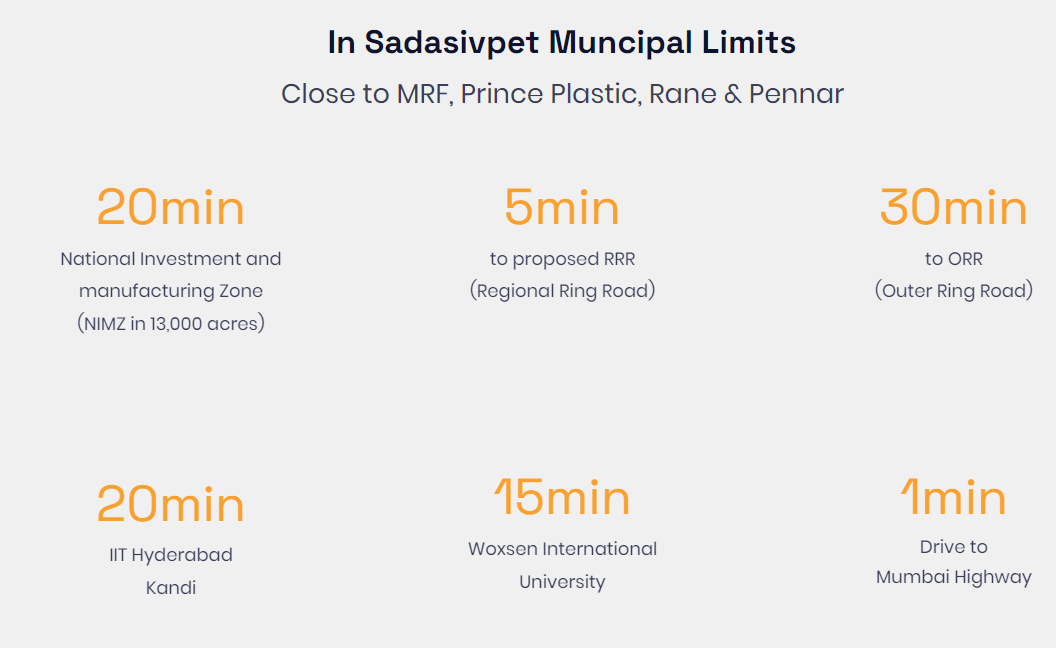 In Sadasivpet Muncipal Limits
Close to MRF, Prince Plastic, Rane & Pennar
20min
National Investment and
manufacturing Zone
(NIMZ in 13,000 acres)
5min
to proposed RRR
(Regional Ring Road)
30min
to ORR
(Outer Ring Road)
20min
IIT Hyderabad
Kandi
15min
Woxsen International
University
1min
Drive to
Mumbai Highway